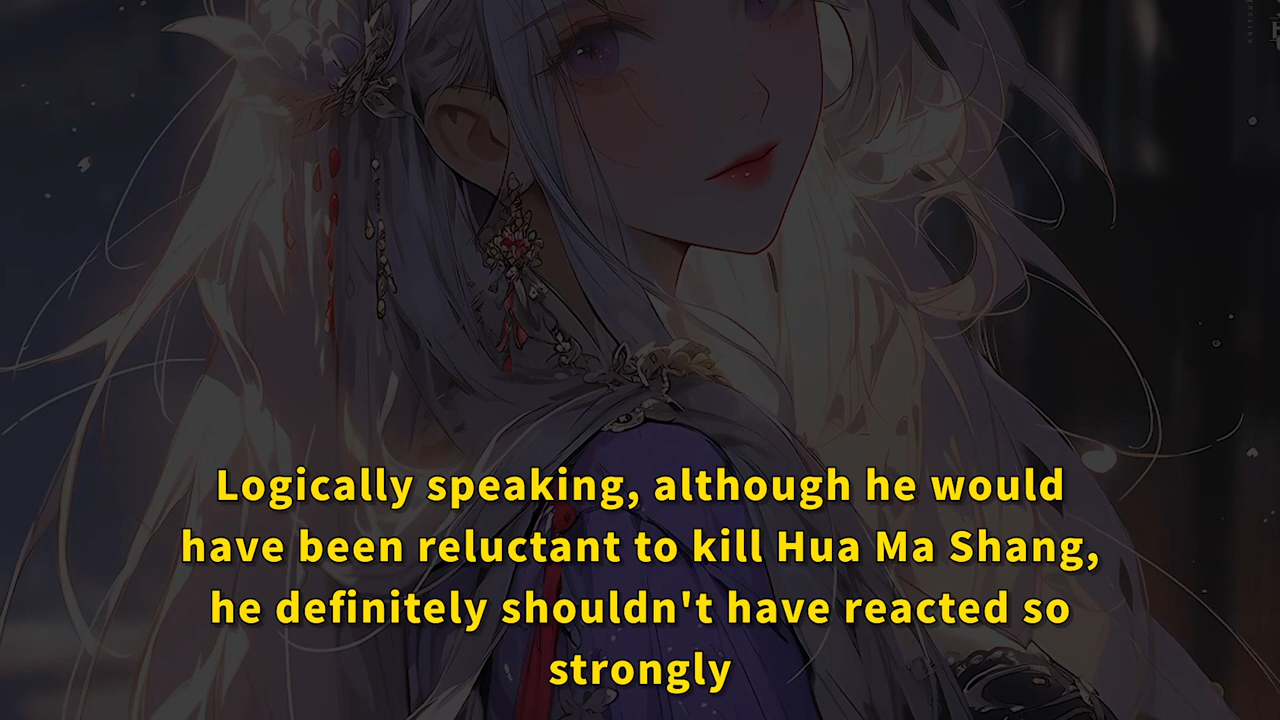 Logically speaking, although he would
have been reluctant to kill Hua Ma Shang,
he definitely shouldn't have reacted so
strongly